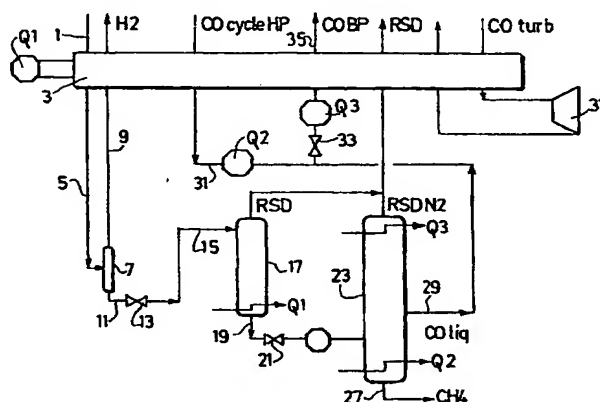 Q1
1
H2
CO cycle HP
35
CO BP
RSD
CO turb
3
Q3
37
33
Q2
9
31
5
RSD
RSD N2
Q3
7
15
17
23
29
11
13
Q1
CO liq
19
21
Q2
27
CH4